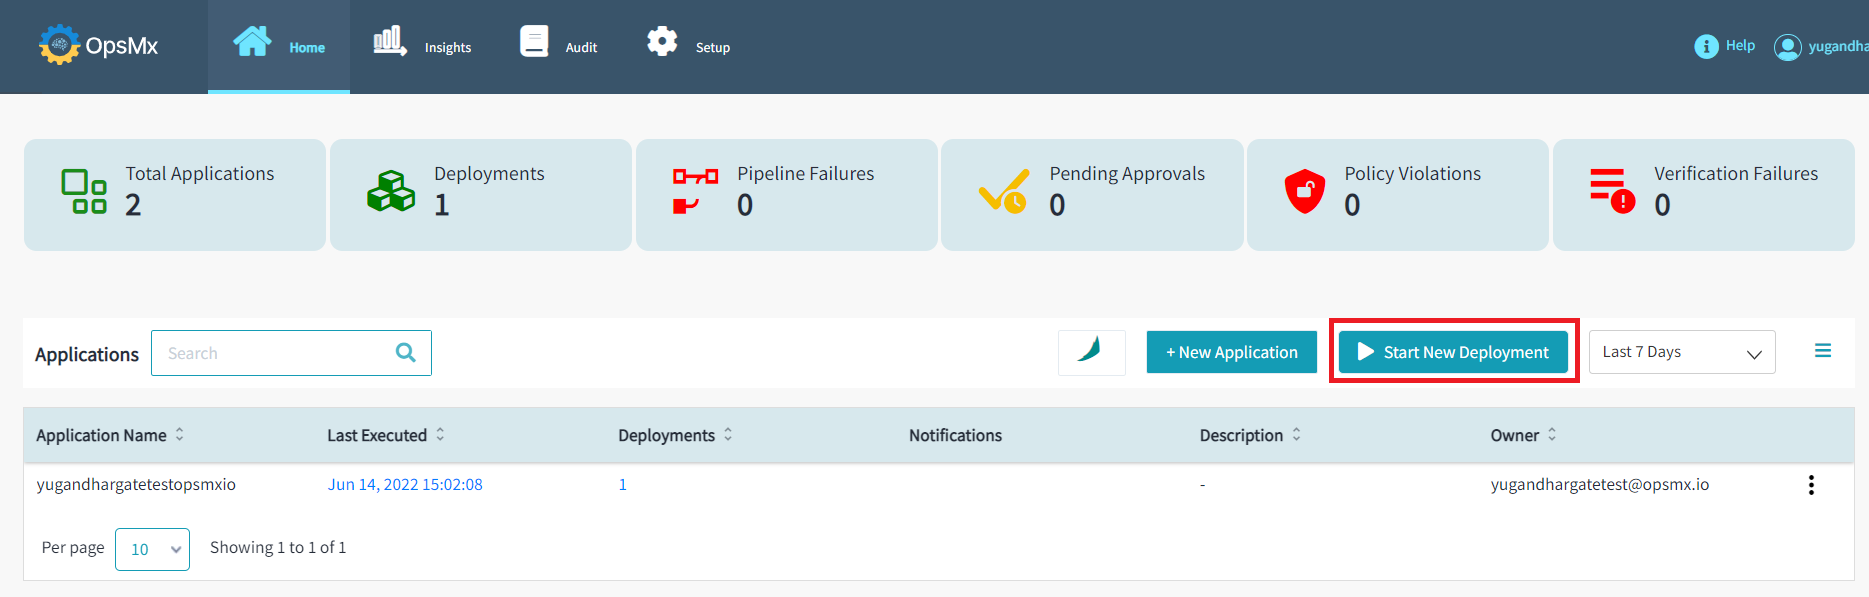 OpsMx
Home
Insights
Audit
Setup
Help
yugandha
Total Applications
2
Deployments
1
Pipeline Failures
0
Pending Approvals
0
Policy Violations
0
Verification Failures
0
Applications
Search
+ New Application
Start New Deployment
Last 7 Days
Application Name
Last Executed
Deployments
Notifications
Description
Owner
yugandhargatetestopsmxio
Jun 14, 2022 15:02:08
1
-
yugandhargatetest@opsmx.io
Per page
10
Showing 1 to 1 of 1